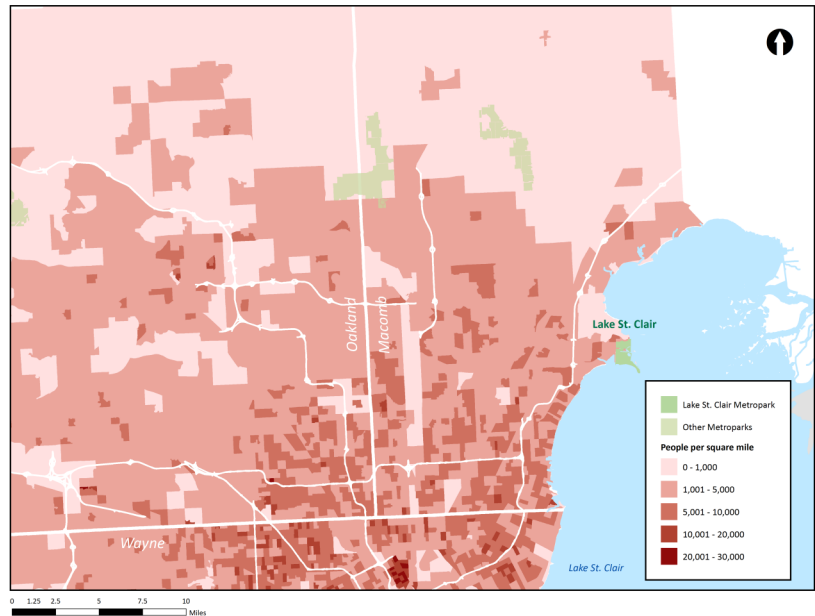 Oakland
Macomb
Lake St. Clair
Wayne
Lake St. Clair
Lake St. Clair Metropark
Other Metroparks
People per square mile
0 - 1,000
1,001 - 5,000
5,001 - 10,000
10,001 - 20,000
20,001 - 30,000
0 1.25 2.5 5 7.5 10
Miles